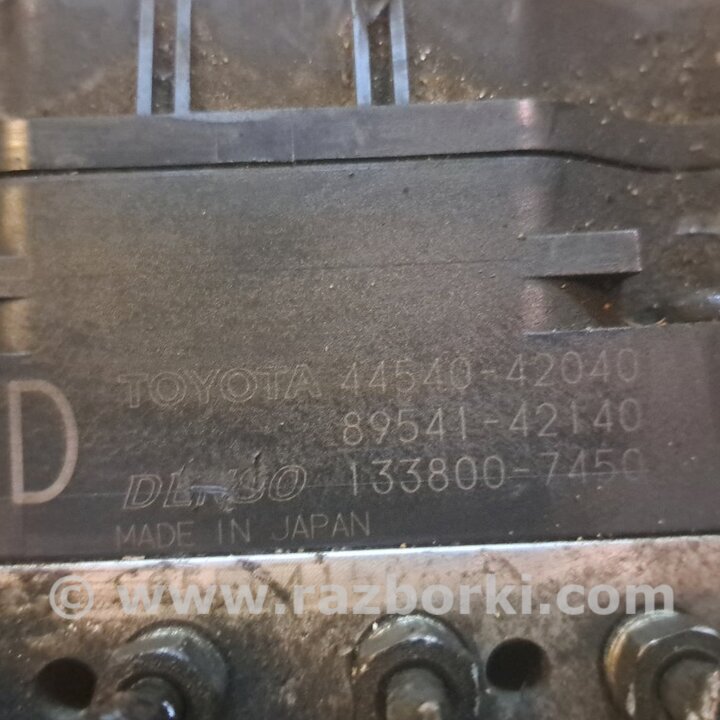 D
TOYOTA 44540-42040
89541-42140
DENSO 133800-7450
MADE IN JAPAN
© www.razborki.com